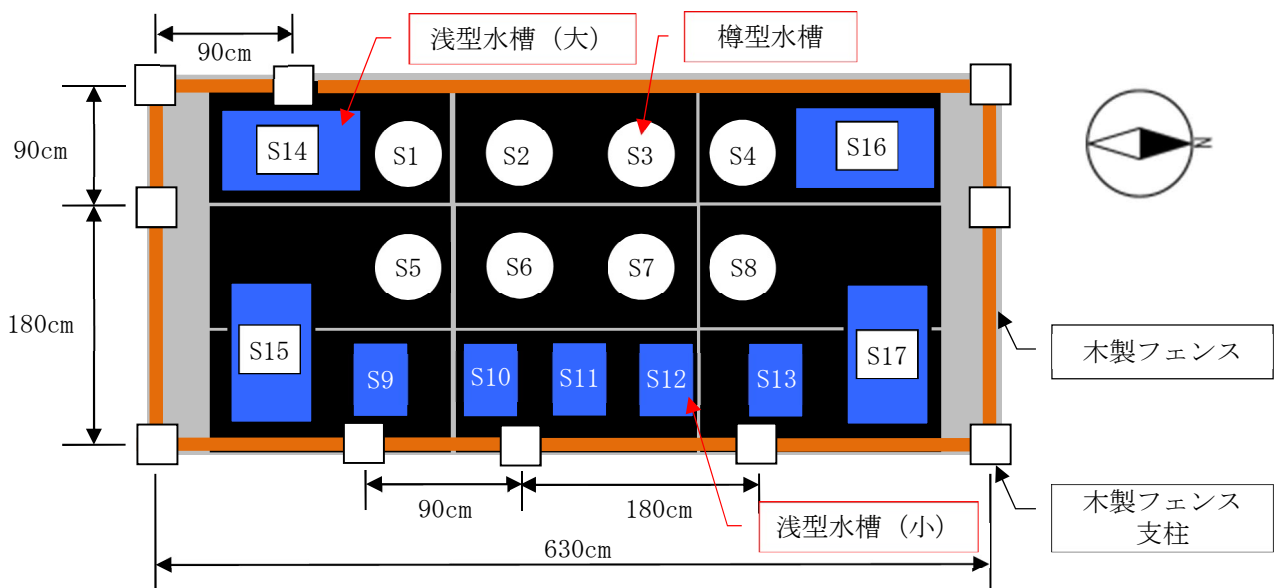 浅型水槽（大）
樽型水槽
90cm
90cm
S14
S1
S2
S3
S4
S16
N
180cm
S5
S6
S7
S8
S15
S9
S10
S11
S12
S13
S17
木製フェンス
90cm
180cm
浅型水槽（小）
木製フェンス
支柱
630cm